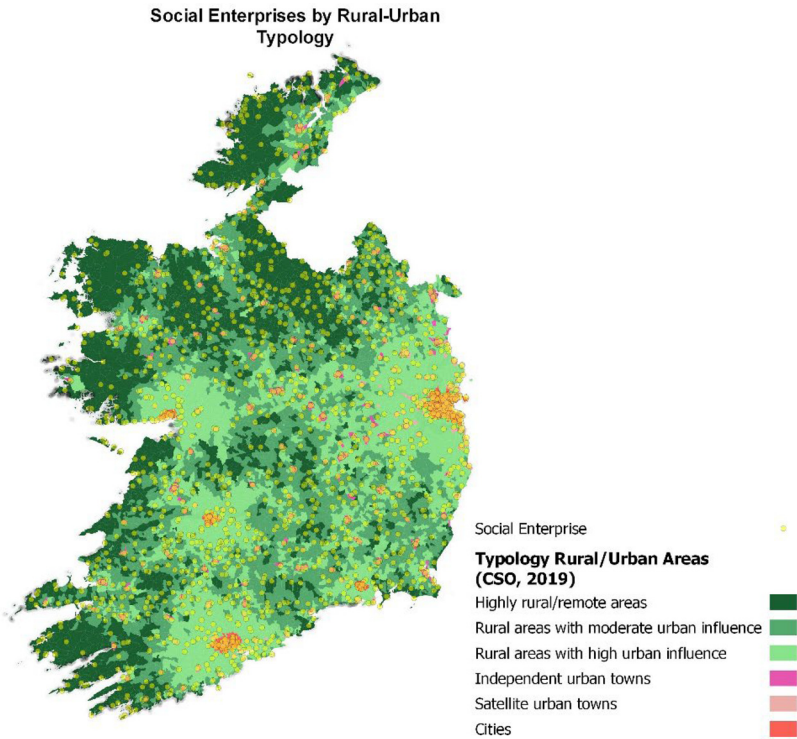 Social Enterprises by Rural-Urban
Typology
Social Enterprise
Typology Rural/Urban Areas
(CSO, 2019)
Highly rural/remote areas
Rural areas with moderate urban influence
Rural areas with high urban influence
Independent urban towns
Satellite urban towns
Cities